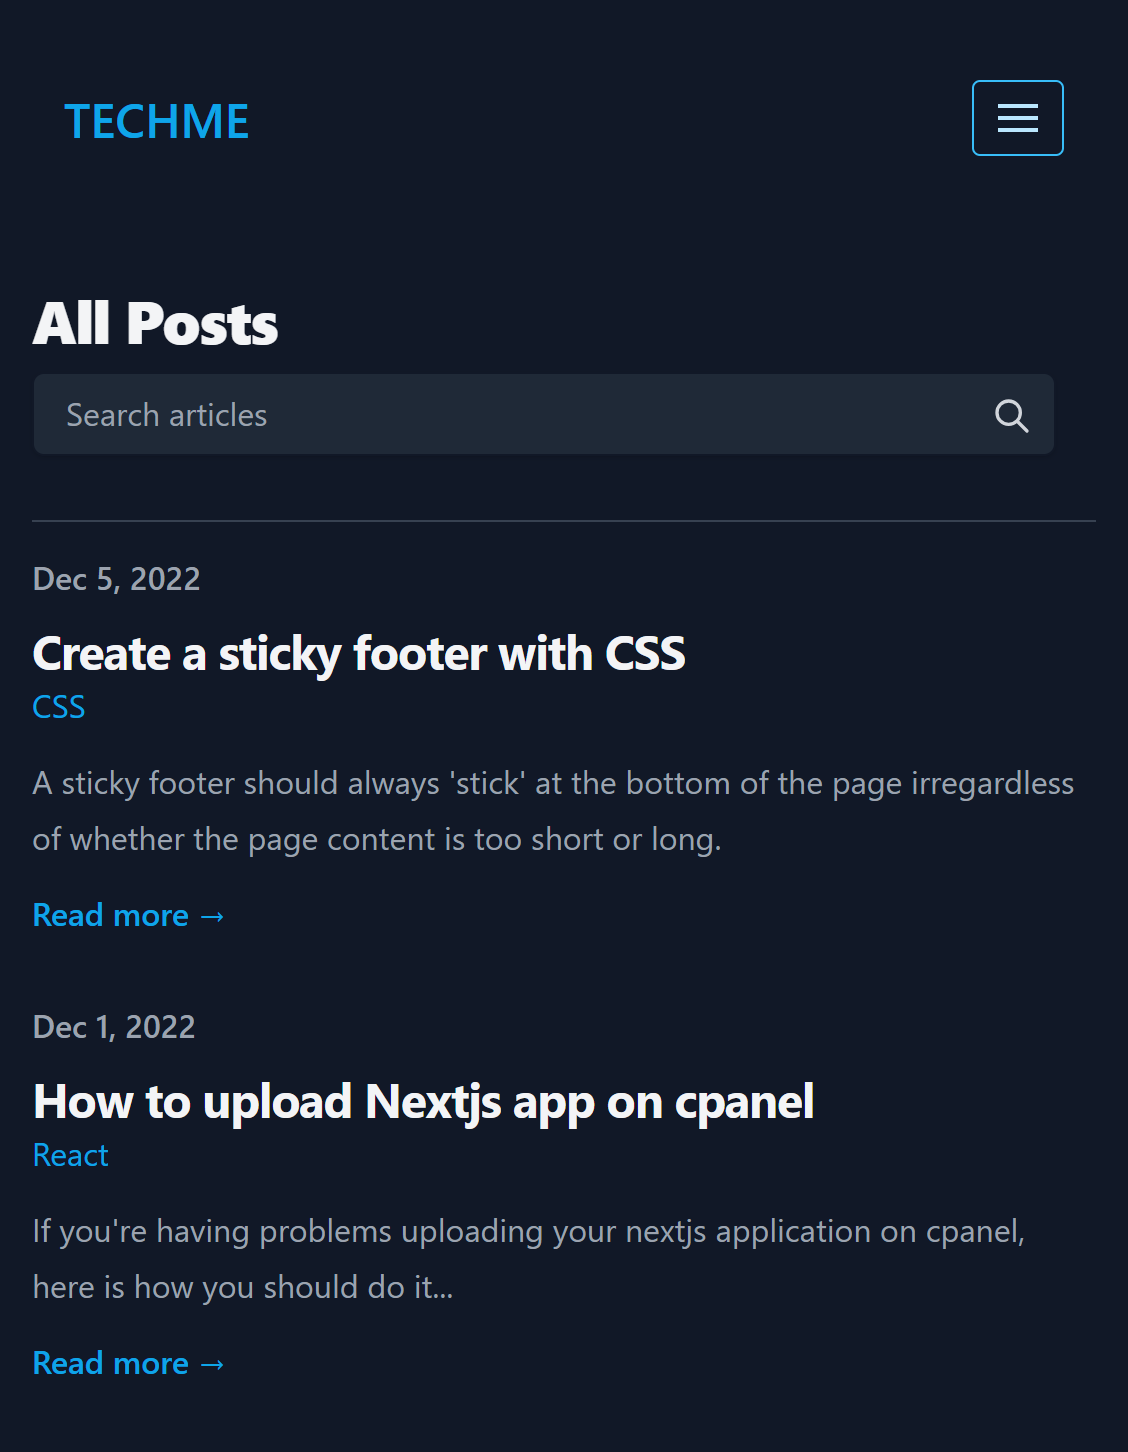 TECHME
All Posts
Search articles
Dec 5, 2022
Create a sticky footer with CSS
CSS
A sticky footer should always 'stick' at the bottom of the page irregardless
of whether the page content is too short or long.
Read more →
Dec 1, 2022
How to upload Nextjs app on cpanel
React
If you're having problems uploading your nextjs application on cpanel,
here is how you should do it...
Read more →